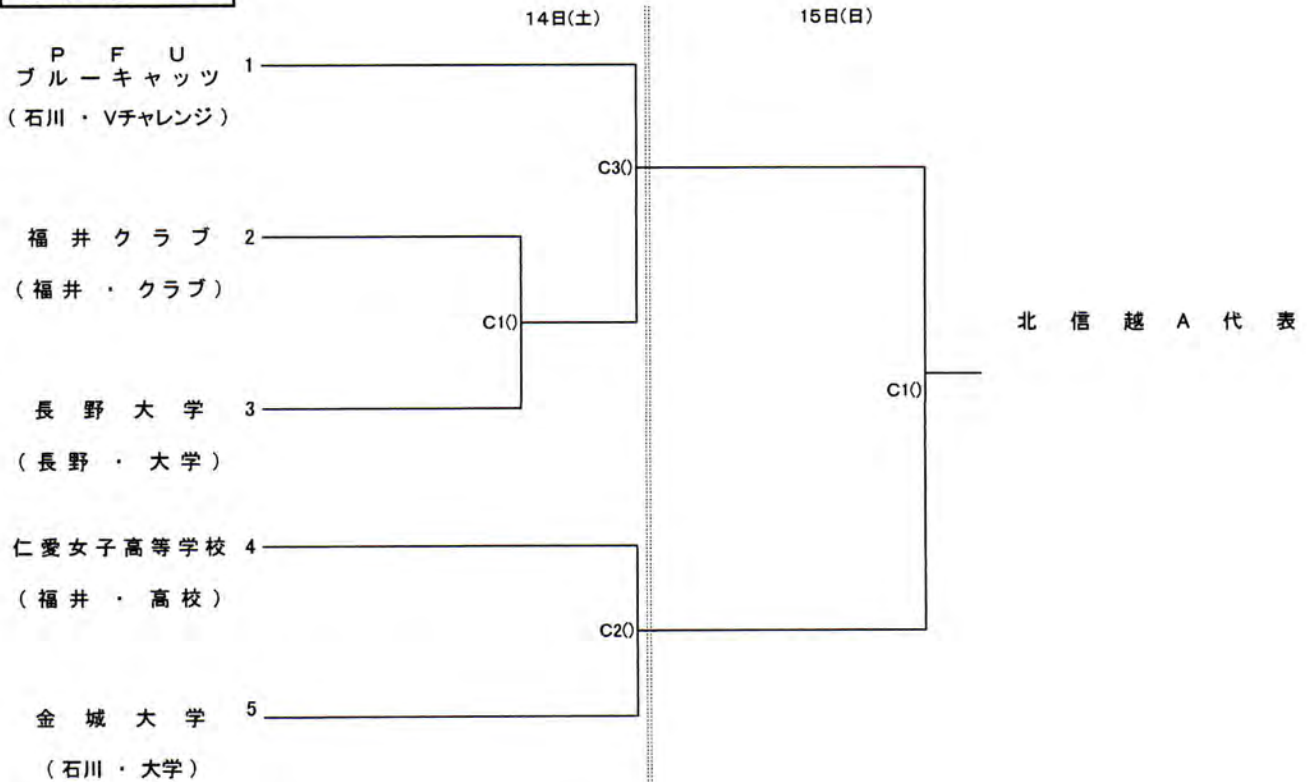 14日(土)
15日(日)
P F U
ブルーキャッツ
1
(石川・Vチャレンジ)
C3()
福井クラブ
2
(福井・クラブ)
C1()
北信越A代表
C1()
長野大学
3
(長野・大学)
仁愛女子高等学校
4
(福井・高校)
C2()
金城大学
5
(石川・大学)